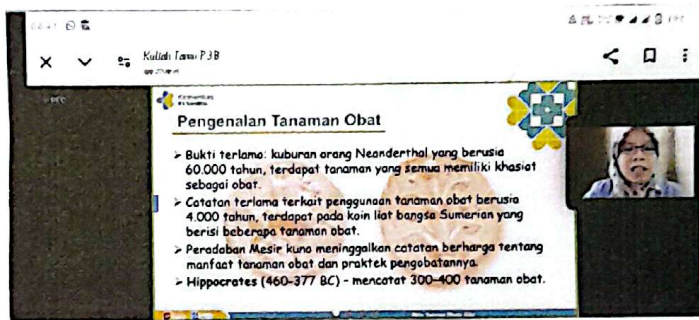 Kuliah Tamu P3B
Pengenalan Tanaman Obat
➢ Bukti terlama: kuburan orang Neanderthal yang berusia
60.000 tahun, terdapat tanaman yang semua memiliki khasiat
sebagai obat.
➢ Catatan terlama terkait penggunaan tanaman obat berusia
4.000 tahun, terdapat pada koin liat bangsa Sumerian yang
berisi beberapa tanaman obat.
➢ Peradaban Mesir kuno meninggalkan catatan berharga tentang
manfaat tanaman obat dan praktek pengobatannya.
➢ Hippocrates (460-377 BC) - mencatat 300-400 tanaman obat.